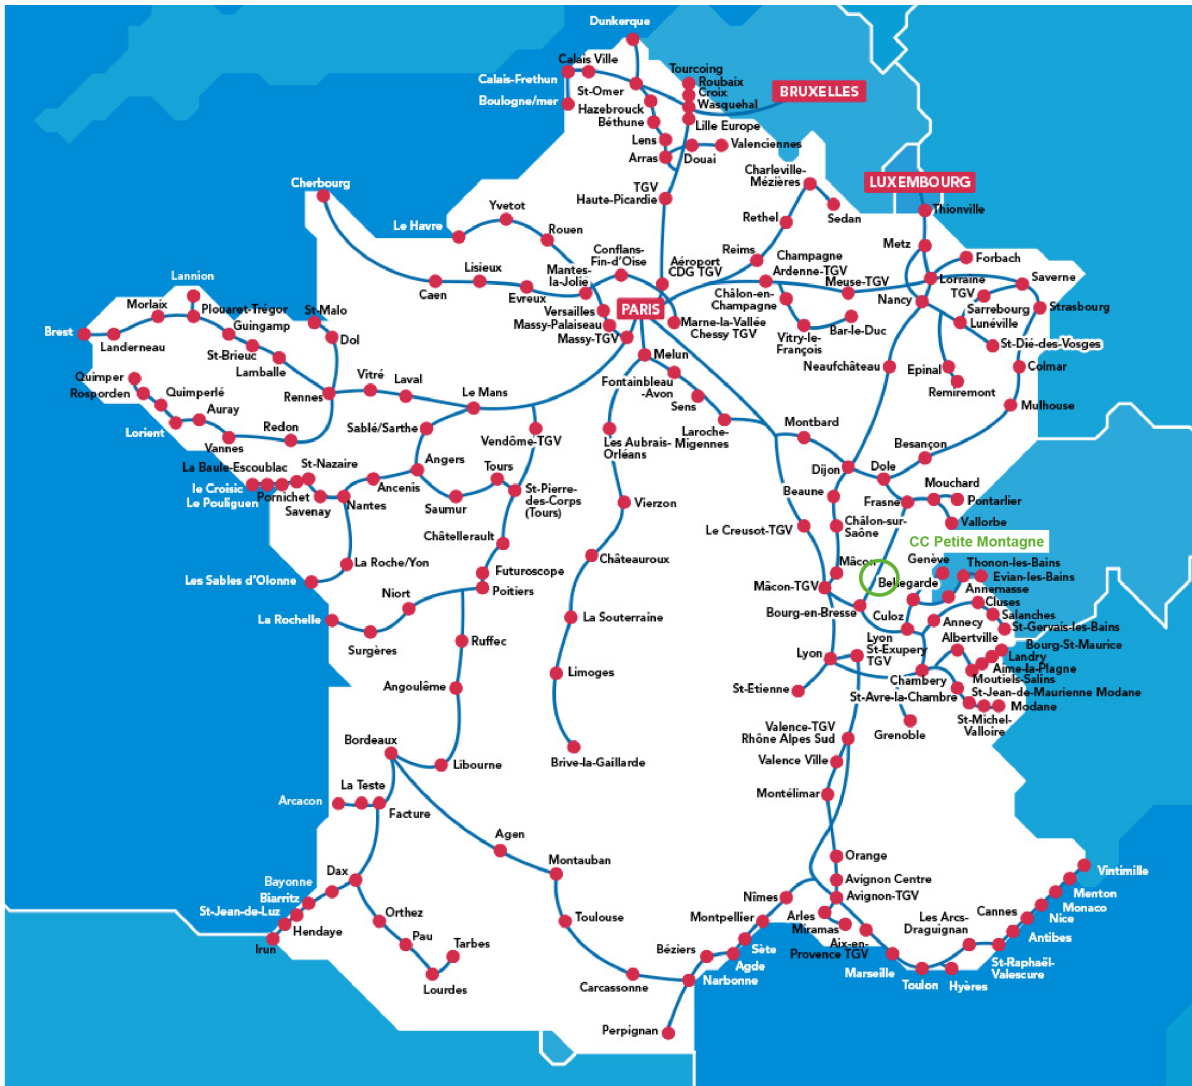 Dunkerque
Calais Ville
Calais-Frethun
Boulogne/mer
St-Omer
Hazebrouck
Béthune
Tourcoing
Roubaix
Croix
Wasquehal
BRUXELLES
Lille Europe
Lens
Arras
Douai
Valenciennes
TGV
Haute-Picardie
Charleville-
Mézières
Sedan
Rethel
Reims
LUXEMBOURG
Thionville
Metz
Forbach
Cherbourg
Le Havre
Yvetot
Rouen
Conflans-
Fin-d'Oise
Mantes-
la-Jolie
Lisieux
Caen
Evreux
Versailles
Massy-Palaiseau
Massy-TGV
PARIS
Aéroport
CDG TGV
Champagne
Ardenne-TGV
Meuse-TGV
Lorraine
TGV
Saverne
Nancy
Sarrebourg
Lunéville
Strasbourg
St-Dié-des-Vosges
Châlon-en-
Champagne
Marne-la-Vallée
Chessy TGV
Vitry-le-
François
Bar-le-Duc
Neufchâteau
Epinal
Remiremont
Colmar
Mulhouse
Lannion
Morlaix
Plouaret-Trégor
Guingamp
St-Malo
Brest
Landerneau
St-Brieuc
Lamballe
Dol
Quimper
Rosporden
Quimperlé
Auray
Lorient
Vannes
Redon
Rennes
Vitré
Laval
Le Mans
Sablé/Sarthe
Vendôme-TGV
Melun
Fontainbleau
-Avon
Sens
Laroche-
Migennes
Les Aubrais-
Orléans
Montbard
Besançon
Dijon
Dole
La Baule-Escoublac
St-Nazaire
le Croisic
Le Pouliguen
Pornichet
Savenay
Nantes
Ancenis
Angers
Saumur
Tours
St-Pierre-
des-Corps
(Tours)
Vierzon
Beaune
Frasne
Mouchard
Pontarlier
Vallorbe
Le Creusot-TGV
Châlon-sur-
Saône
CC Petite Montagne
Châtellerault
Futuroscope
Poitiers
Châteauroux
Mâcon
Mâcon-TGV
Bourg-en-Bresse
Bellegarde
Genève
Thonon-les-Bains
Evian-les-Bains
Annemasse
Cluses
Salanches
St-Gervais-les-Bains
Culoz
Annecy
Albertville
Bourg-St-Maurice
Landry
Aime-la-Plagne
Moutiels-Salins
St-Jean-de-Maurienne Modane
Modane
St-Michel-
Valloire
St-Avre-la-Chambre
Chambery
Grenoble
Lyon
St-Exupery
TGV
Lyon
St-Etienne
Les Sables d'Olonne
La Roche/Yon
La Rochelle
Niort
Surgères
Ruffec
La Souterraine
Angoulême
Limoges
Brive-la-Gaillarde
Bordeaux
Libourne
Valence-TGV
Rhône Alpes Sud
Valence Ville
Montélimar
Arcacon
La Teste
Facture
Agen
Montauban
Orange
Avignon Centre
Avignon-TGV
Bayonne
Biarritz
St-Jean-de-Luz
Hendaye
Irun
Dax
Orthez
Pau
Tarbes
Lourdes
Toulouse
Carcassonne
Nîmes
Montpellier
Sète
Agde
Béziers
Narbonne
Perpignan
Arles
Miramas
Aix-en-
Provence TGV
Marseille
Toulon
Hyères
Les Arcs-
Draguignan
St-Raphaël-
Valescure
Cannes
Antibes
Nice
Monaco
Menton
Vintimille